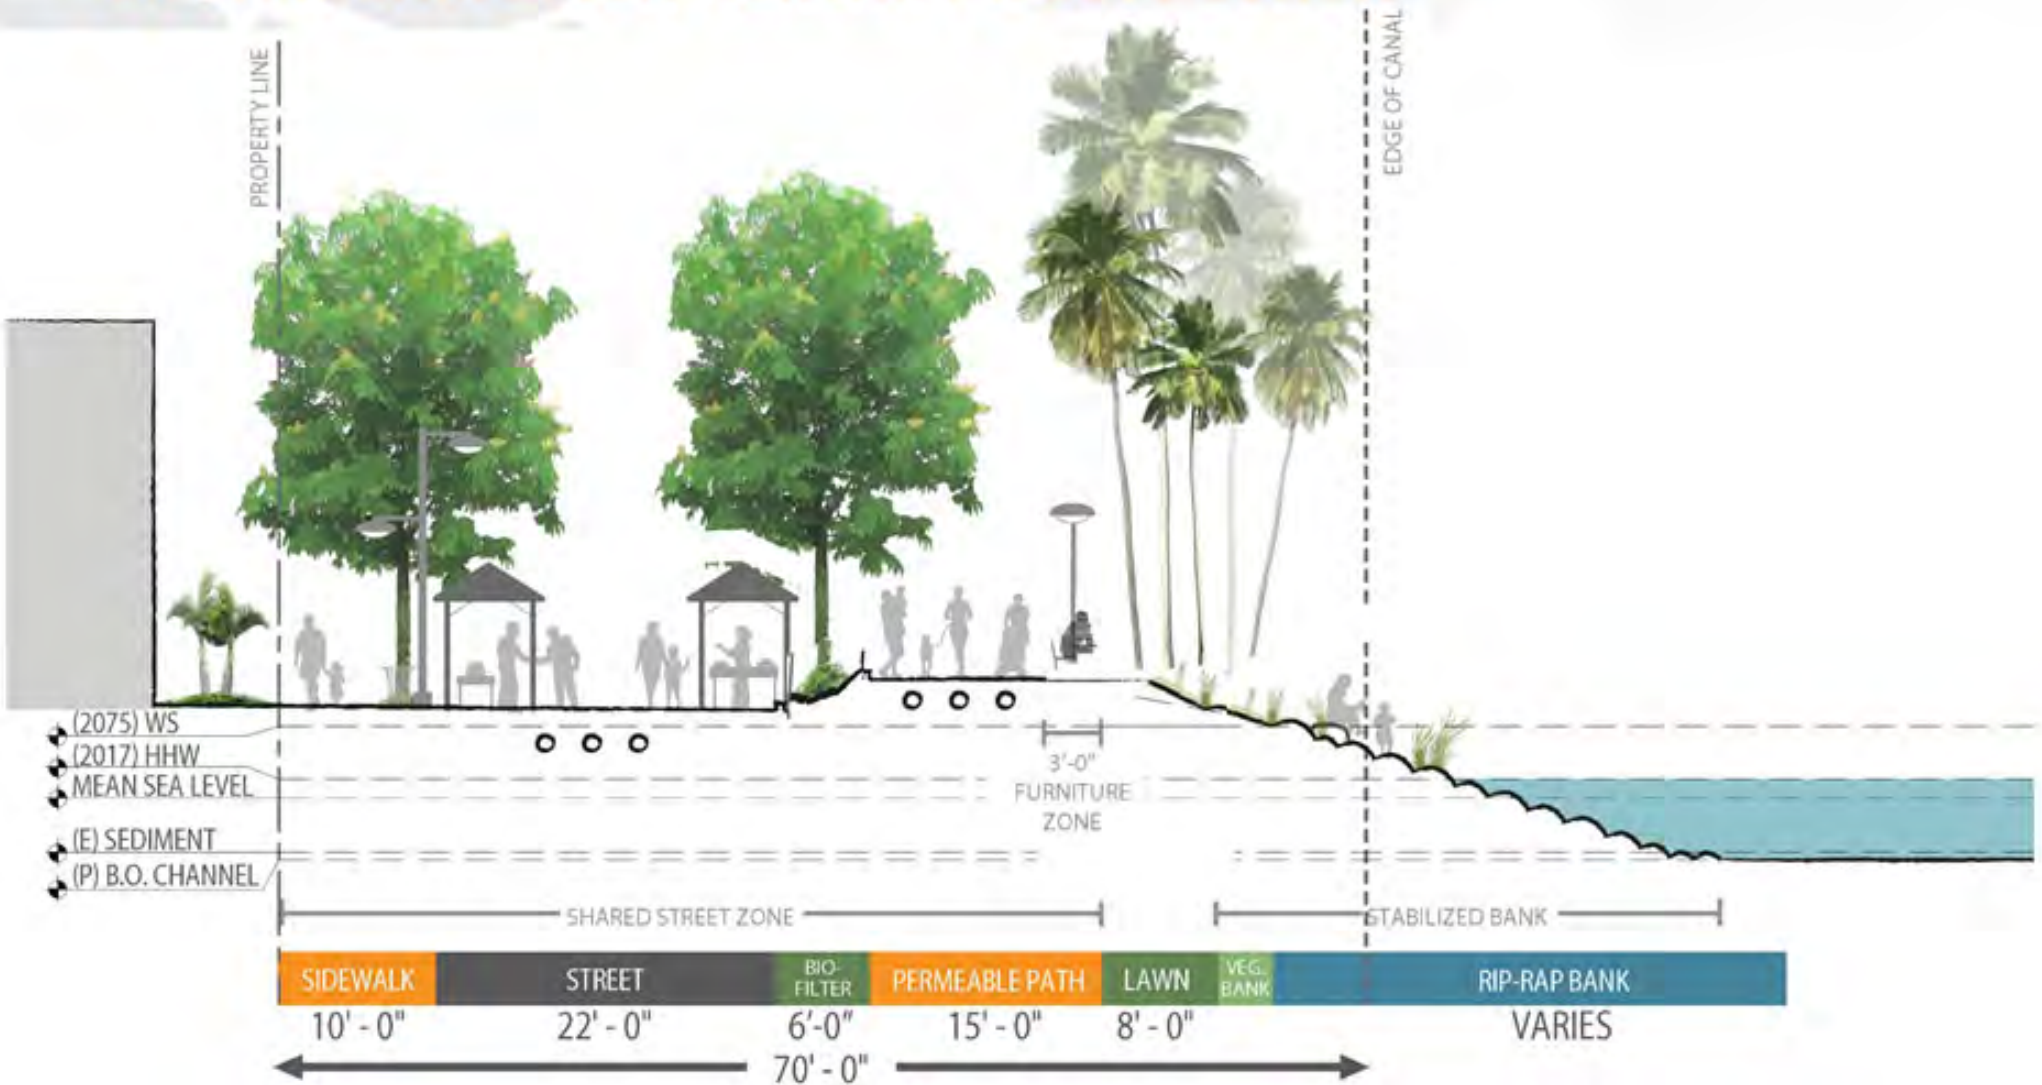 PROPERTY LINE
EDGE OF CANAL
(2075) WS
(2017) HHW
MEAN SEA LEVEL
(E) SEDIMENT
(P) B.O. CHANNEL
3'-0"
FURNITURE
ZONE
SHARED STREET ZONE
STABILIZED BANK
SIDEWALK
STREET
BIO-
FILTER
PERMEABLE PATH
LAWN
VEG.
BANK
RIP-RAP BANK
10' - 0"
22' - 0"
6'-0"
15' - 0"
8' - 0"
VARIES
70' - 0"